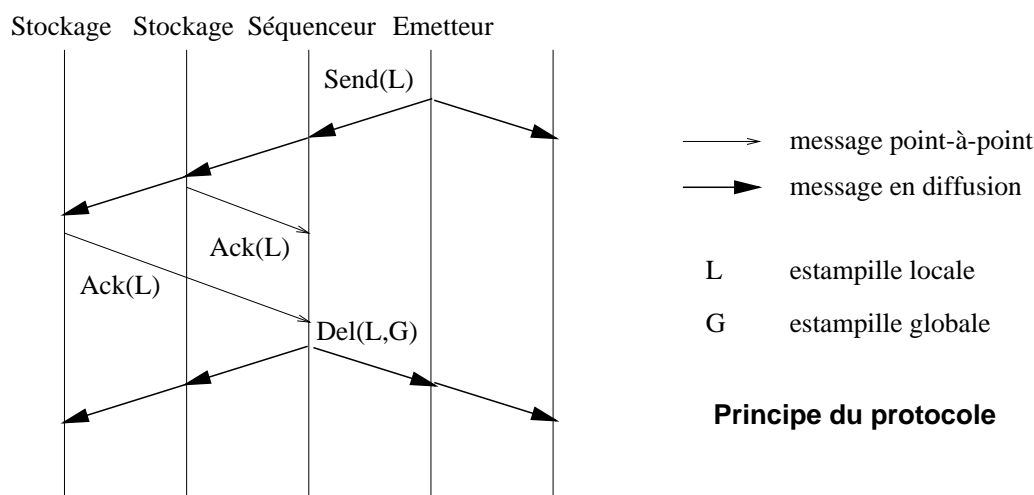 Stockage Stockage Séquenceur Emetteur
Send(L)
message point-à-point
message en diffusion
Ack(L)
Ack(L)
L estampille locale
G estampille globale
Del(L,G)
Principe du protocole